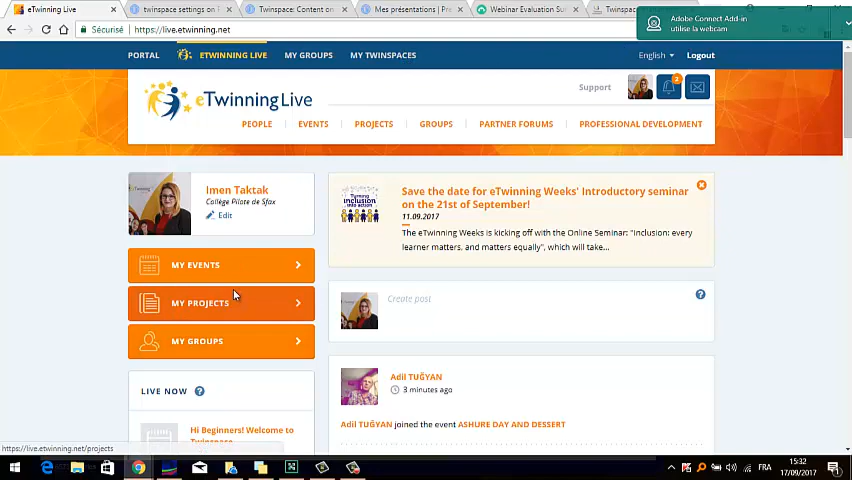 eTwinning Live
twinspace settings on
Twinspace: Content on
Mes présentations | Pre
Webinar Evaluation Su
Twinspa
Adobe Connect Add-in
utilise la webcam
Sécurisé
https://live.etwinning.net
PORTAL
ETWINNING LIVE
MY GROUPS
MY TWINSPACES
English
Logout
eTwinning Live
Support
2
PEOPLE
EVENTS
PROJECTS
GROUPS
PARTNER FORUMS
PROFESSIONAL DEVELOPMENT
Imen Taktak
Collège Pilote de Sfax
Edit
MY EVENTS
MY PROJECTS
MY GROUPS
LIVE NOW
Hi Beginners! Welcome to
Twinspace
Save the date for eTwinning Weeks' Introductory seminar
on the 21st of September!
11.09.2017
The eTwinning Weeks is kicking off with the Online Seminar: "Inclusion: every
learner matters, and matters equally", which will take...
Create post
Adil TUĞYAN
3 minutes ago
Adil TUĞYAN joined the event ASHURE DAY AND DESSERT
https://live.etwinning.net/projects
FRA
15:32
17/09/2017